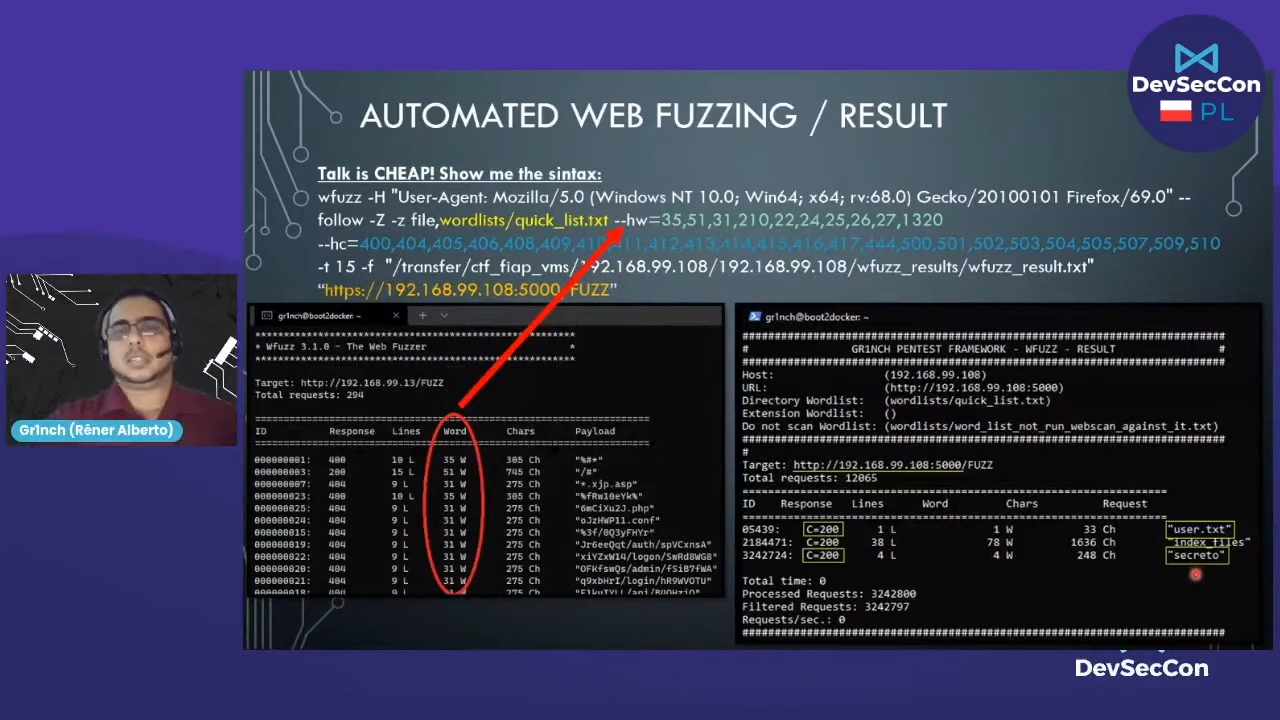 DevSecCon
PL
AUTOMATED WEB FUZZING / RESULT
Talk is CHEAP! Show me the sintax:
wfuzz -H "User-Agent: Mozilla/5.0 (Windows NT 10.0; Win64; x64; rv:68.0) Gecko/20100101 Firefox/69.0" --
follow -Z -z file,wordlists/quick_list.txt --hw=35,51,31,210,22,24,25,26,27,1320
--hc=400,404,405,406,408,409,410,411,412,413,414,415,416,417,444,500,501,502,503,504,505,507,509,510
-t 15 -f "/transfer/ctf_fiap_vms/192.168.99.108/192.168.99.108/wfuzz_results/wfuzz_result.txt"
“https://192.168.99.108:5000/FUZZ”
gr1nch@boot2docker: ~
********************************************************
* Wfuzz 3.1.0 - The Web Fuzzer *
********************************************************
Target: http://192.168.99.13/FUZZ
Total requests: 294
=====================================================================
ID Response Lines Word Chars Payload
=====================================================================
000000001: 400 10 L 35 W 305 Ch "%#*"
000000003: 200 15 L 51 W 745 Ch "/#"
000000007: 404 9 L 31 W 275 Ch "*.xjp.asp"
000000023: 400 10 L 35 W 305 Ch "%fRw10eYk%"
000000025: 404 9 L 31 W 275 Ch "6mCiXu2J.php"
000000024: 404 9 L 31 W 275 Ch "oJzHWP11.conf"
000000015: 404 9 L 31 W 275 Ch "%3f/0Q3yFHYr"
000000019: 404 9 L 31 W 275 Ch "Jr6eeQqt/auth/spVCxnsA"
000000022: 404 9 L 31 W 275 Ch "xiYZxW14/logon/SwRd8WG8"
000000020: 404 9 L 31 W 275 Ch "OFKfswQs/admin/fSiB7fWA"
000000021: 404 9 L 31 W 275 Ch "q9xbHrI/login/hR9WVOTU"
000000018: 404 9 L 31 W 275 Ch
gr1nch@boot2docker: ~
#####################################################################################
# GR1NCH PENTEST FRAMEWORK - WFUZZ - RESULT #
#####################################################################################
Host: (192.168.99.108)
URL: (http://192.168.99.108:5000)
Directory Wordlist: (wordlists/quick_list.txt)
Extension Wordlist: ()
Do not scan Wordlist: (wordlists/word_list_not_run_webscan_against_it.txt)
#####################################################################################
#
Target: http://192.168.99.108:5000/FUZZ
Total requests: 12065
==========================================================================
ID Response Lines Word Chars Request
==========================================================================
05439: C=200 1 L 1 W 33 Ch "user.txt"
2184471: C=200 38 L 78 W 1636 Ch "index_files"
3242724: C=200 4 L 4 W 248 Ch "secreto"
Total time: 0
Processed Requests: 3242800
Filtered Requests: 3242797
Requests/sec.: 0
#####################################################################################
Gr1nch (Rêner Alberto)
DevSecCon